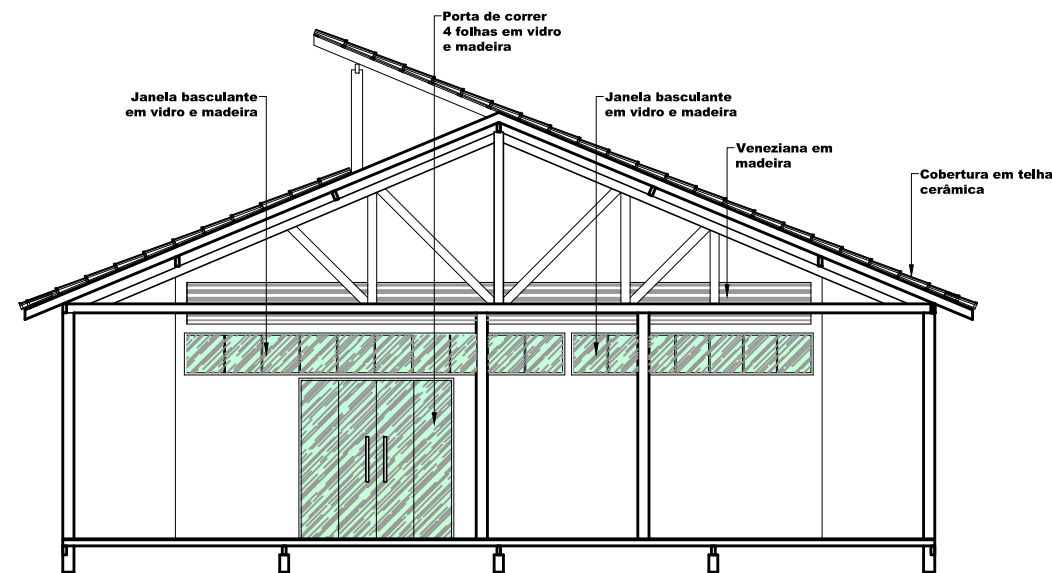 Porta de correr
4 folhas em vidro
e madeira
Janela basculante
em vidro e madeira
Janela basculante
em vidro e madeira
Veneziana em
madeira
Cobertura em telha
cerâmica